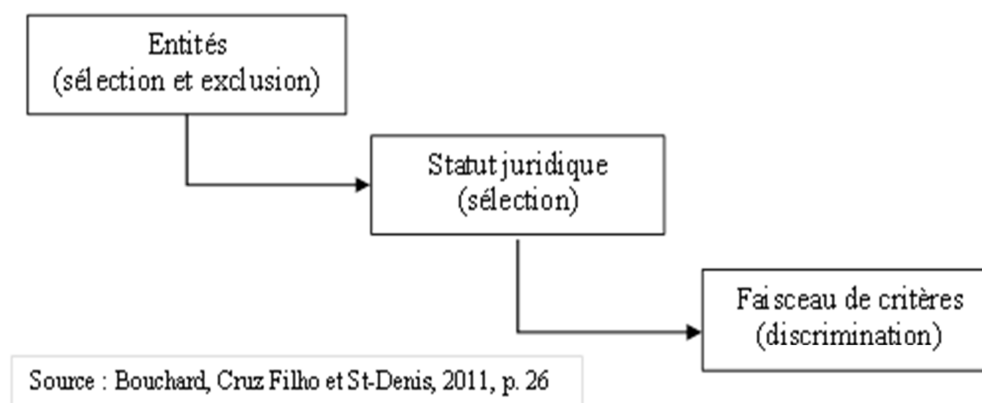 Entités
(sélection et exclusion)
Statut juridique
(sélection)
Faisceau de critères
(discrimination)
Source : Bouchard, Cruz Filho et St-Denis, 2011, p. 26